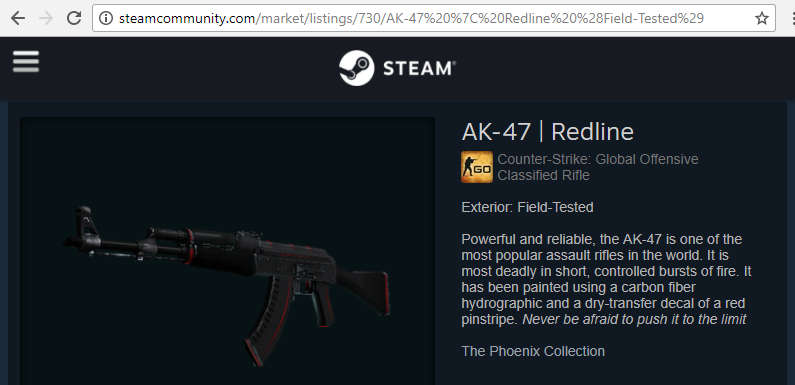 steamcommunity.com/market/listings/730/AK-47%20%7C%20Redline%20%28Field-Tested%29
STEAM
AK-47 | Redline
GO
Counter-Strike: Global Offensive
Classified Rifle
Exterior: Field-Tested
Powerful and reliable, the AK-47 is one of the
most popular assault rifles in the world. It is
most deadly in short, controlled bursts of fire. It
has been painted using a carbon fiber
hydrographic and a dry-transfer decal of a red
pinstripe. Never be afraid to push it to the limit
The Phoenix Collection